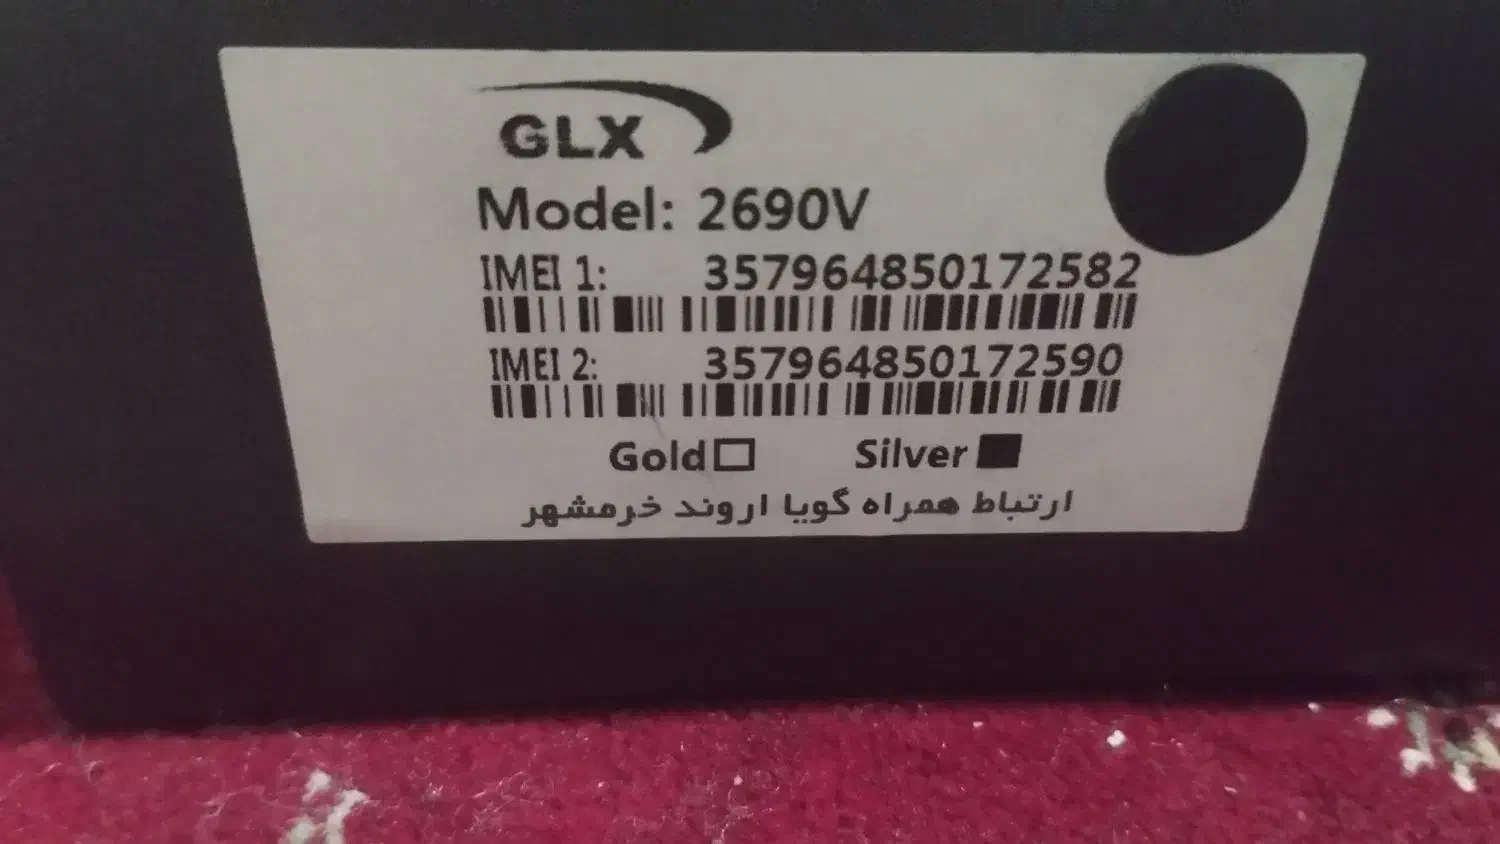 GLX
Model: 2690V
IMEI 1: 357964850172582
IMEI 2: 357964850172590
Gold Silver
ارتباط همراه گویا اروند خرمشهر